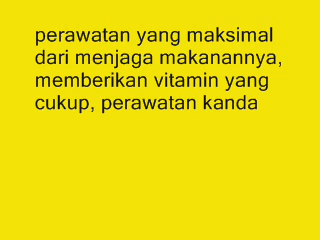 perawatan yang maksimal
dari menjaga makanannya,
memberikan vitamin yang
cukup, perawatan kanda